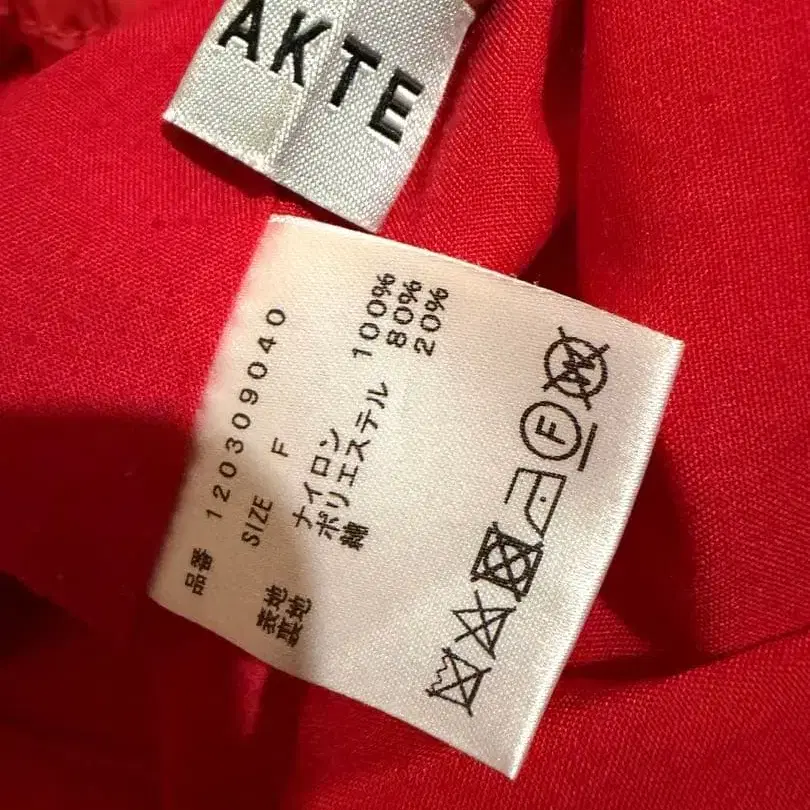 AKTE
品番 120309040
SIZE F
表地 ナイロン 100%
裏地 ポリエステル 80%
綿 20%
W
F